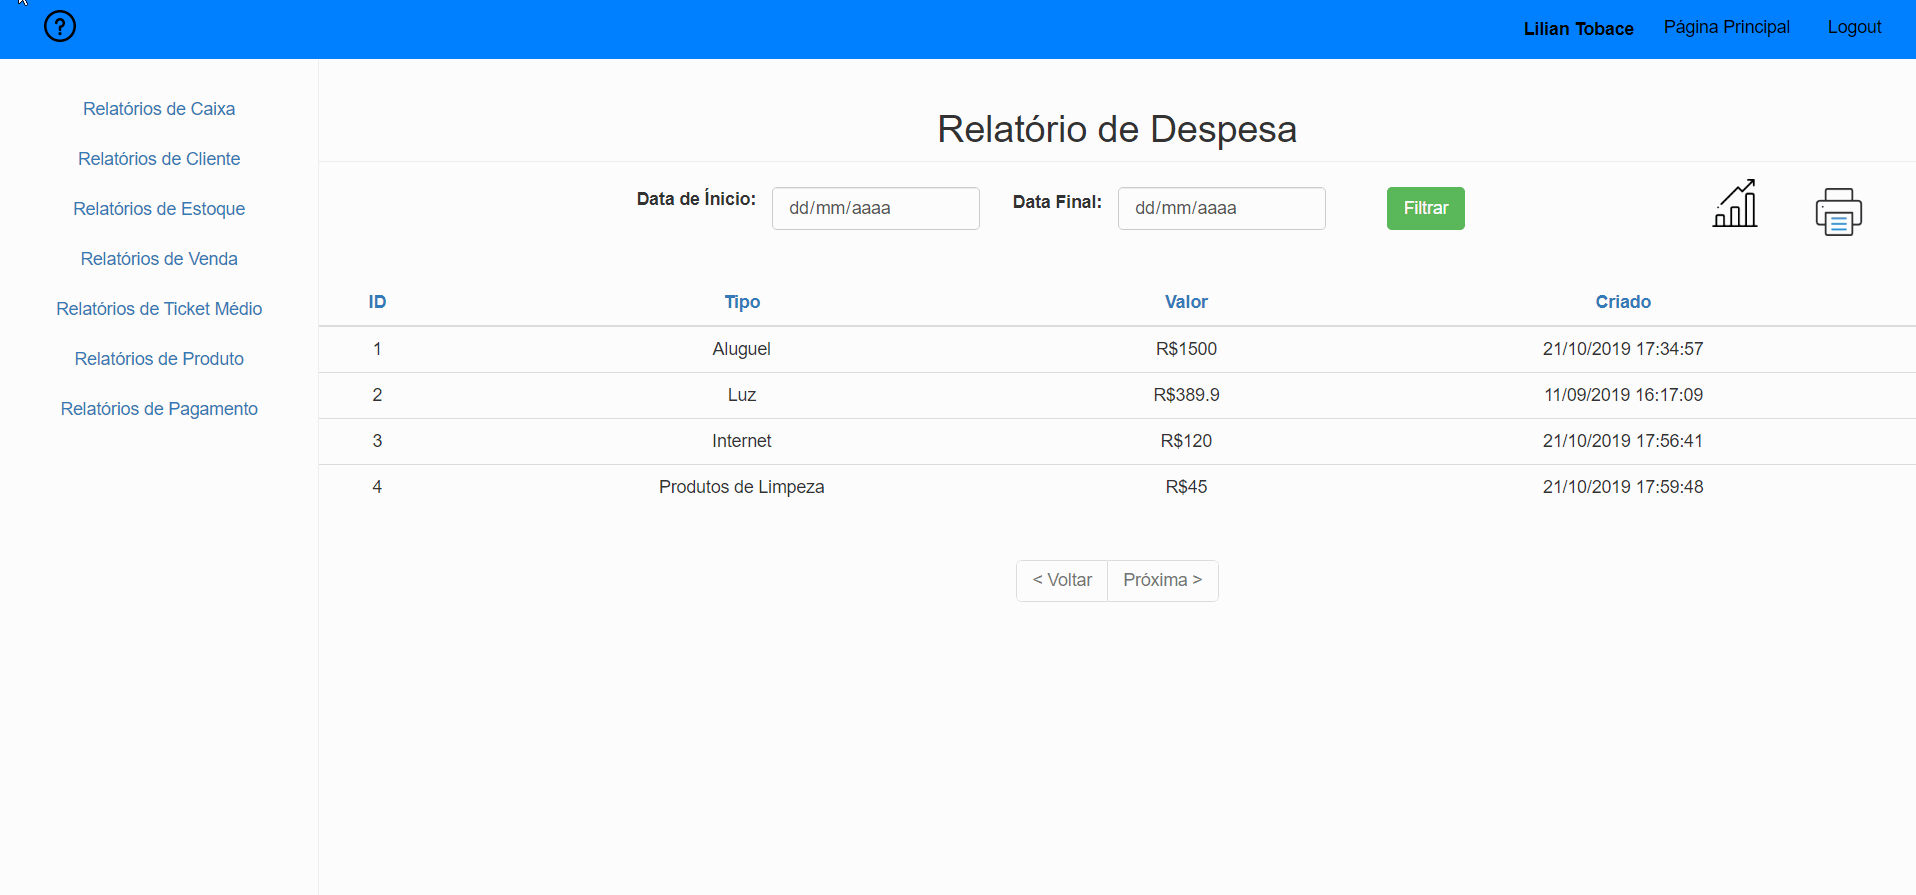 ?
Lilian Tobace Página Principal Logout
Relatórios de Caixa
Relatórios de Cliente
Relatórios de Estoque
Relatórios de Venda
Relatórios de Ticket Médio
Relatórios de Produto
Relatórios de Pagamento
Relatório de Despesa
Data de Ínicio: dd/mm/aaaa Data Final: dd/mm/aaaa Filtrar
ID Tipo Valor Criado
1 Aluguel R$1500 21/10/2019 17:34:57
2 Luz R$389.9 11/09/2019 16:17:09
3 Internet R$120 21/10/2019 17:56:41
4 Produtos de Limpeza R$45 21/10/2019 17:59:48
< Voltar Próxima >